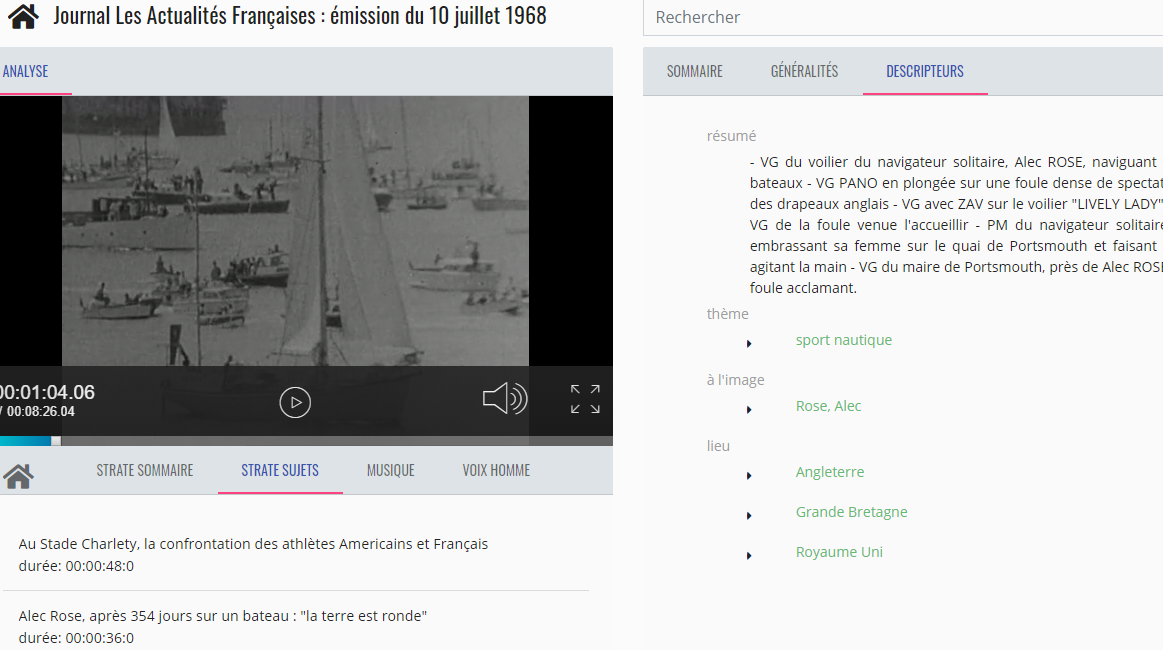 Journal Les Actualités Françaises : émission du 10 juillet 1968
Rechercher
ANALYSE
SOMMAIRE
GÉNÉRALITÉS
DESCRIPTEURS
00:01:04.06
/ 00:08:26.04
STRATE SOMMAIRE
STRATE SUJETS
MUSIQUE
VOIX HOMME
Au Stade Charlety, la confrontation des athlètes Americains et Français
durée: 00:00:48:0
Alec Rose, après 354 jours sur un bateau : "la terre est ronde"
durée: 00:00:36:0
résumé
- VG du voilier du navigateur solitaire, Alec ROSE, naviguant
bateaux - VG PANO en plongée sur une foule dense de spectat
des drapeaux anglais - VG avec ZAV sur le voilier "LIVELY LADY"
VG de la foule venue l'accueillir - PM du navigateur solitaire
embrassant sa femme sur le quai de Portsmouth et faisant
agitant la main - VG du maire de Portsmouth, près de Alec ROSE
foule acclamant.
thème
sport nautique
à l'image
Rose, Alec
lieu
Angleterre
Grande Bretagne
Royaume Uni